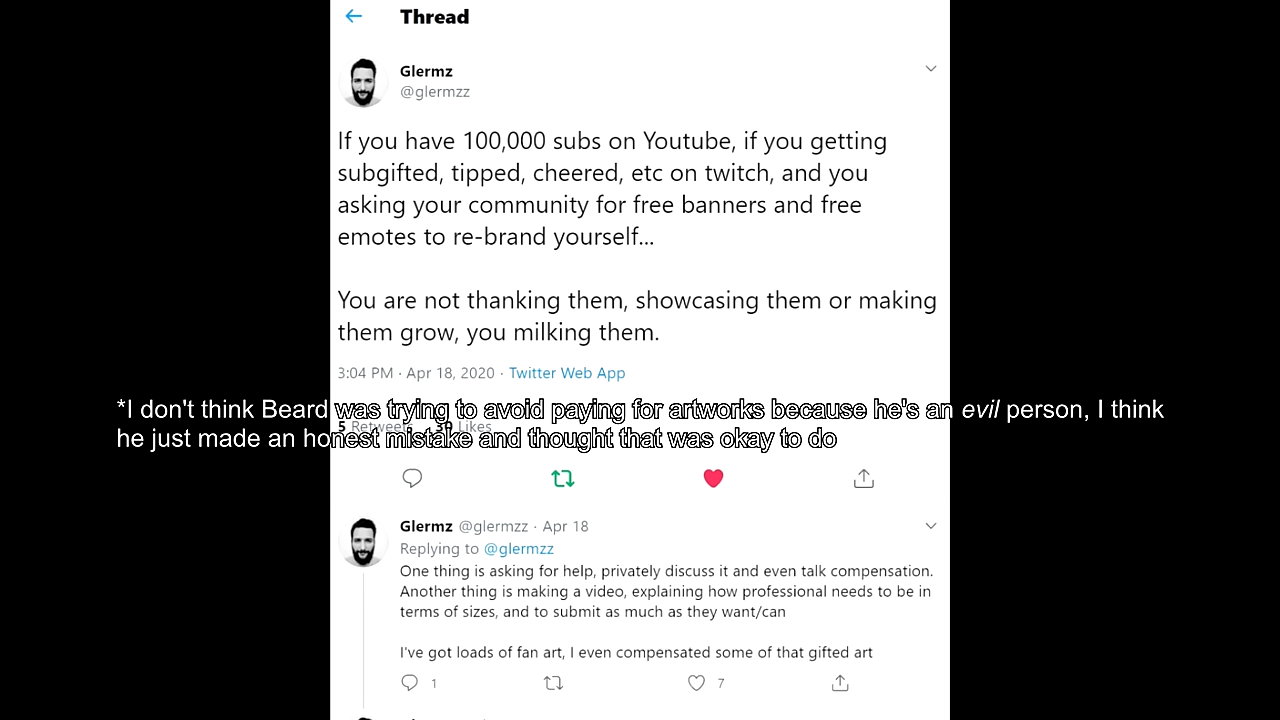 Thread
Glermz
@glermzz
If you have 100,000 subs on Youtube, if you getting
subgifted, tipped, cheered, etc on twitch, and you
asking your community for free banners and free
emotes to re-brand yourself...
You are not thanking them, showcasing them or making
them grow, you milking them.
3:04 PM · Apr 18, 2020 · Twitter Web App
*I don't think Beard was trying to avoid paying for artworks because he's an evil person, I think
5 Retweets 30 Likes
he just made an honest mistake and thought that was okay to do
Glermz @glermzz · Apr 18
Replying to @glermzz
One thing is asking for help, privately discuss it and even talk compensation.
Another thing is making a video, explaining how professional needs to be in
terms of sizes, and to submit as much as they want/can
I've got loads of fan art, I even compensated some of that gifted art
1 7